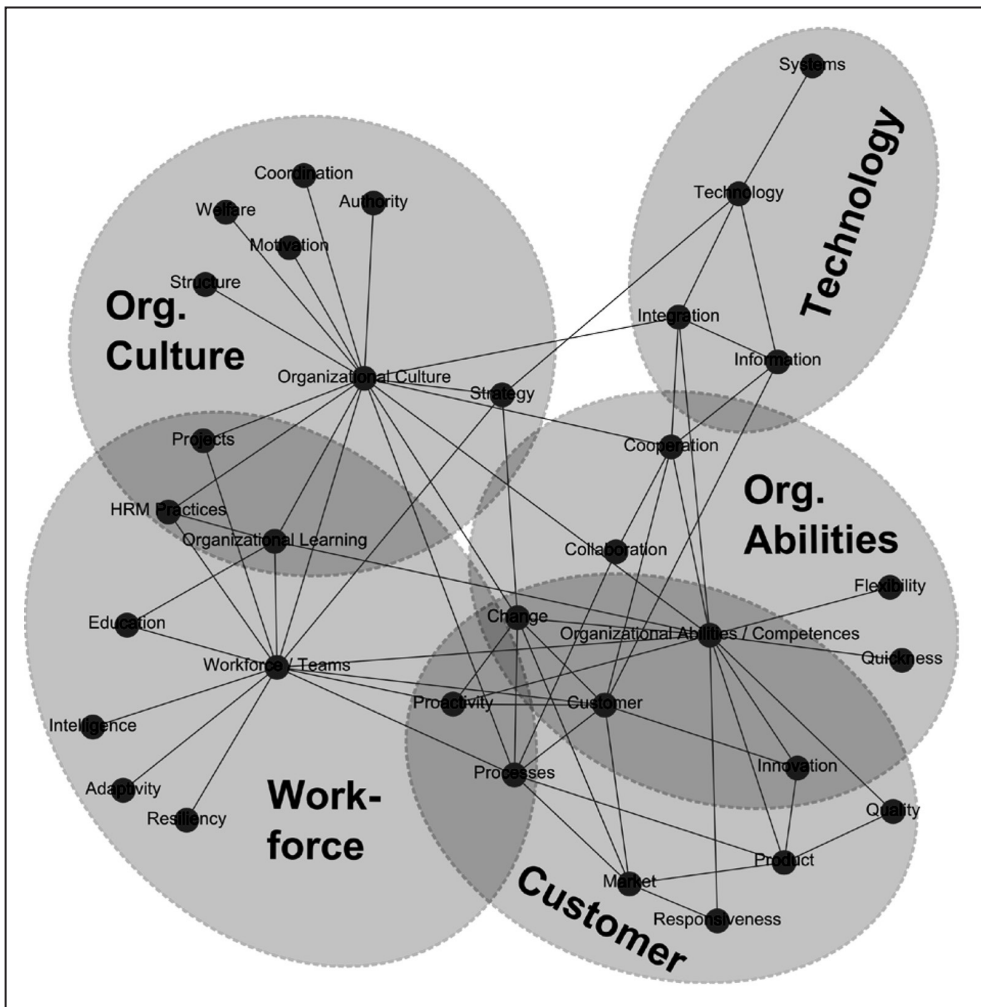 Systems
Technology
Technology
Coordination
Authority
Welfare
Motivation
Structure
Org.
Culture
Integration
Information
Organizational Culture
Strategy
Projects
Cooperation
HRM Practices
Organizational Learning
Org.
Abilities
Collaboration
Flexibility
Education
Change
Organizational Abilities / Competences
Workforce / Teams
Quickness
Proactivity
Customer
Intelligence
Processes
Innovation
Adaptivity
Resiliency
Work-
force
Quality
Product
Market
Customer
Responsiveness